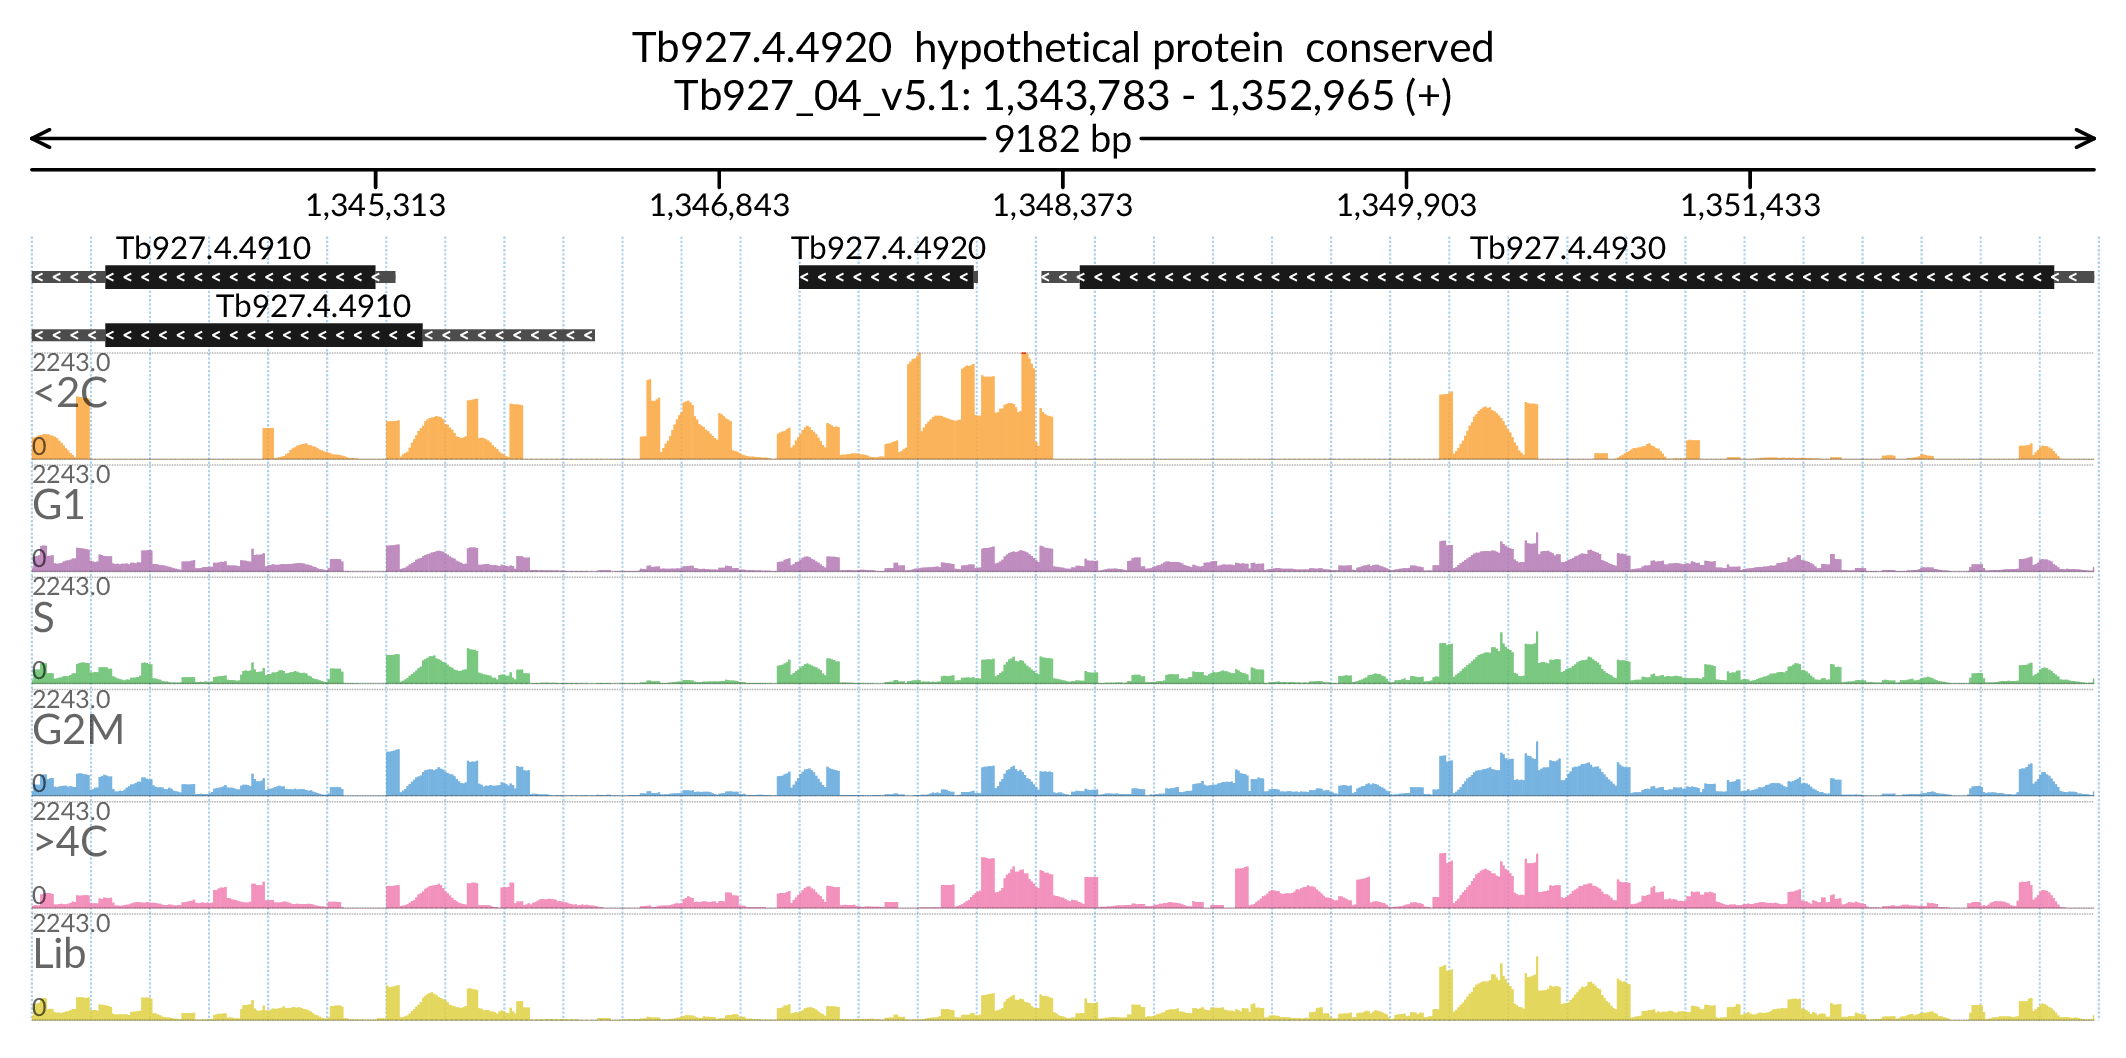 Tb927.4.4920  hypothetical protein  conserved
Tb927_04_v5.1: 1,343,783 - 1,352,965 (+)
9182 bp
1,345,313 1,346,843 1,348,373 1,349,903 1,351,433
Tb927.4.4910 Tb927.4.4920 Tb927.4.4930
Tb927.4.4910
2243.0
<2C
0
2243.0
G1
0
2243.0
S
0
2243.0
G2M
0
2243.0
>4C
0
2243.0
Lib
0